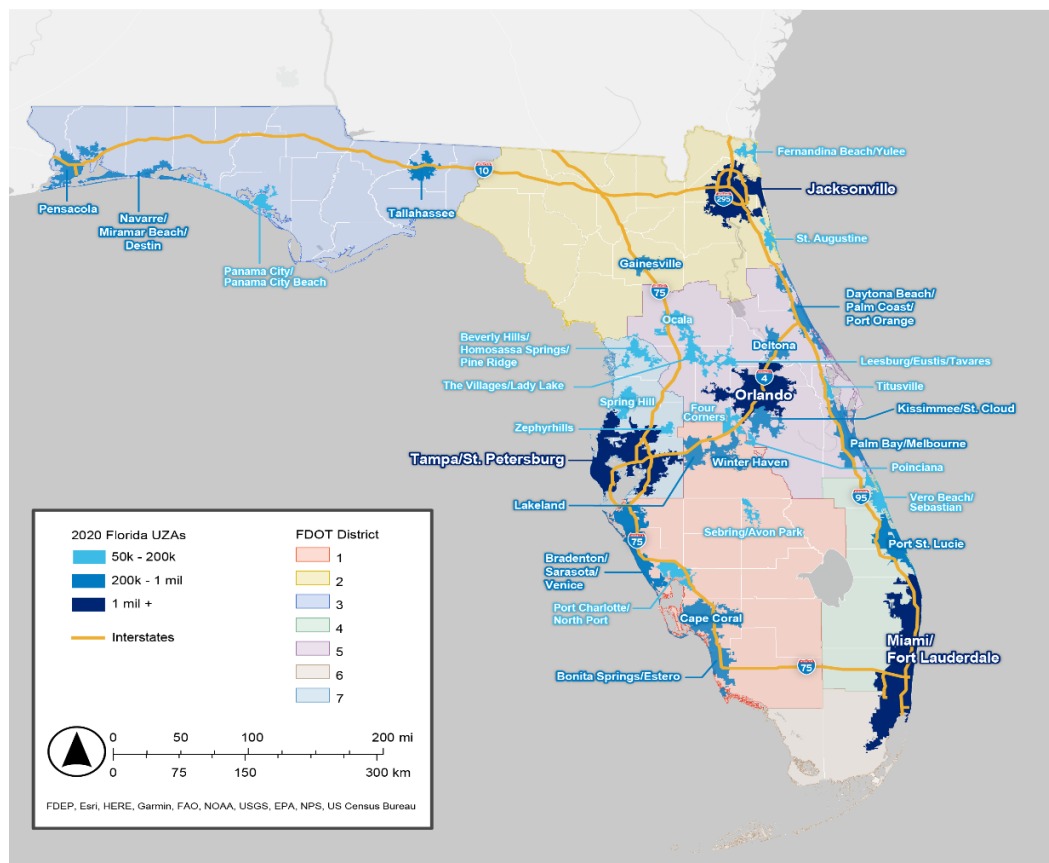 Fernandina Beach/Yulee
10
Jacksonville
295
Pensacola
Navarre/
Miramar Beach/
Destin
Tallahassee
St. Augustine
Panama City/
Panama City Beach
Gainesville
75
Daytona Beach/
Palm Coast/
Port Orange
Ocala
Beverly Hills/
Homosassa Springs/
Pine Ridge
Deltona
Leesburg/Eustis/Tavares
The Villages/Lady Lake
4
Titusville
Orlando
Spring Hill
Four
Corners
Kissimmee/St. Cloud
Zephyrhills
Palm Bay/Melbourne
Tampa/St. Petersburg
Winter Haven
Poinciana
Lakeland
95
Vero Beach/
Sebastian
Sebring/Avon Park
75
Port St. Lucie
Bradenton/
Sarasota/
Venice
Port Charlotte/
North Port
Cape Coral
Miami/
Fort Lauderdale
Bonita Springs/Estero
75
2020 Florida UZAs
50k - 200k
200k - 1 mil
1 mil +
Interstates
FDOT District
1
2
3
4
5
6
7
0 50 100 200 mi
0 75 150 300 km
FDEP, Esri, HERE, Garmin, FAO, NOAA, USGS, EPA, NPS, US Census Bureau